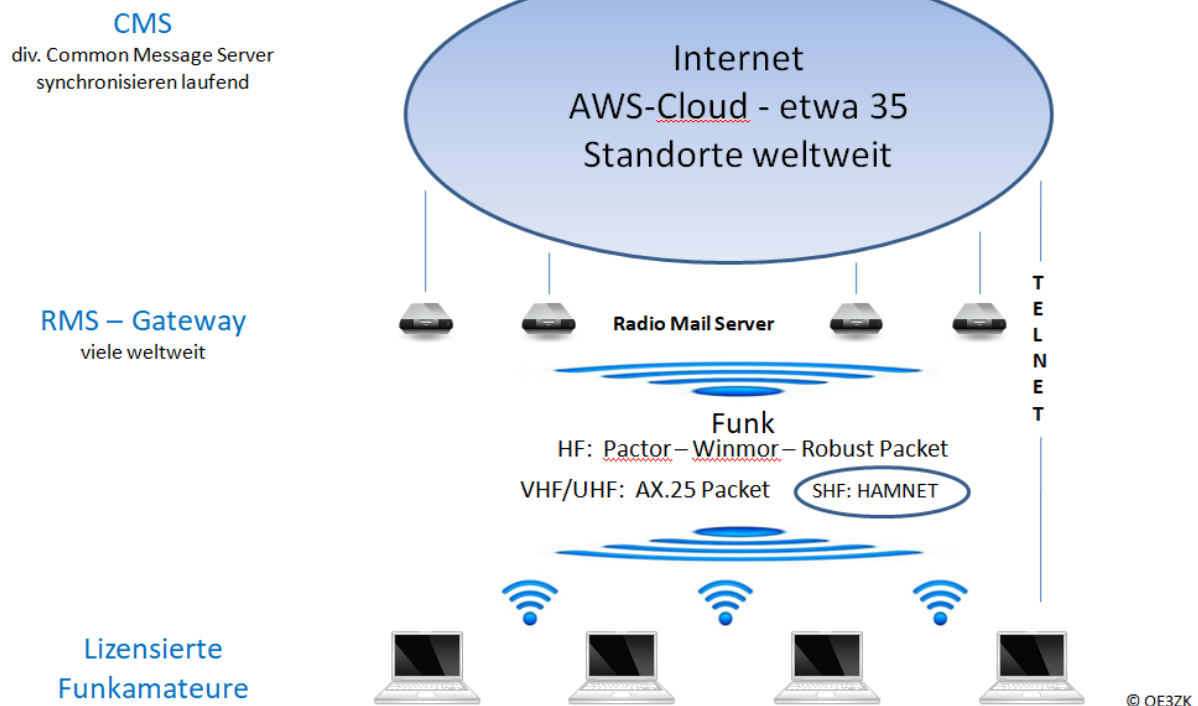 CMS
div. Common Message Server
synchronisieren laufend
Internet
AWS-Cloud - etwa 35
Standorte weltweit
RMS – Gateway
viele weltweit
Radio Mail Server
T
E
L
N
E
T
Funk
HF: Pactor – Winmor – Robust Packet
VHF/UHF: AX.25 Packet
SHF: HAMNET
Lizensierte
Funkamateure
© OE3ZK